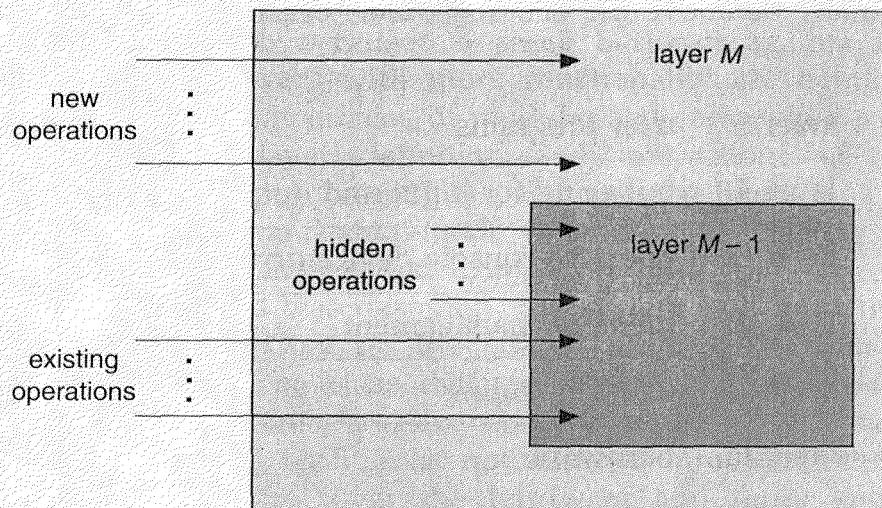 layer M
new
operations
hidden
operations
layer M – 1
existing
operations